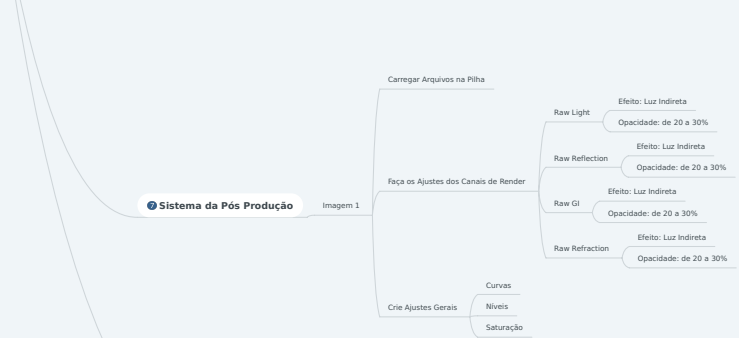 7 Sistema da Pós Produção
Imagem 1
Carregar Arquivos na Pilha
Faça os Ajustes dos Canais de Render
Raw Light
Efeito: Luz Indireta
Opacidade: de 20 a 30%
Raw Reflection
Efeito: Luz Indireta
Opacidade: de 20 a 30%
Raw GI
Efeito: Luz Indireta
Opacidade: de 20 a 30%
Raw Refraction
Efeito: Luz Indireta
Opacidade: de 20 a 30%
Crie Ajustes Gerais
Curvas
Níveis
Saturação